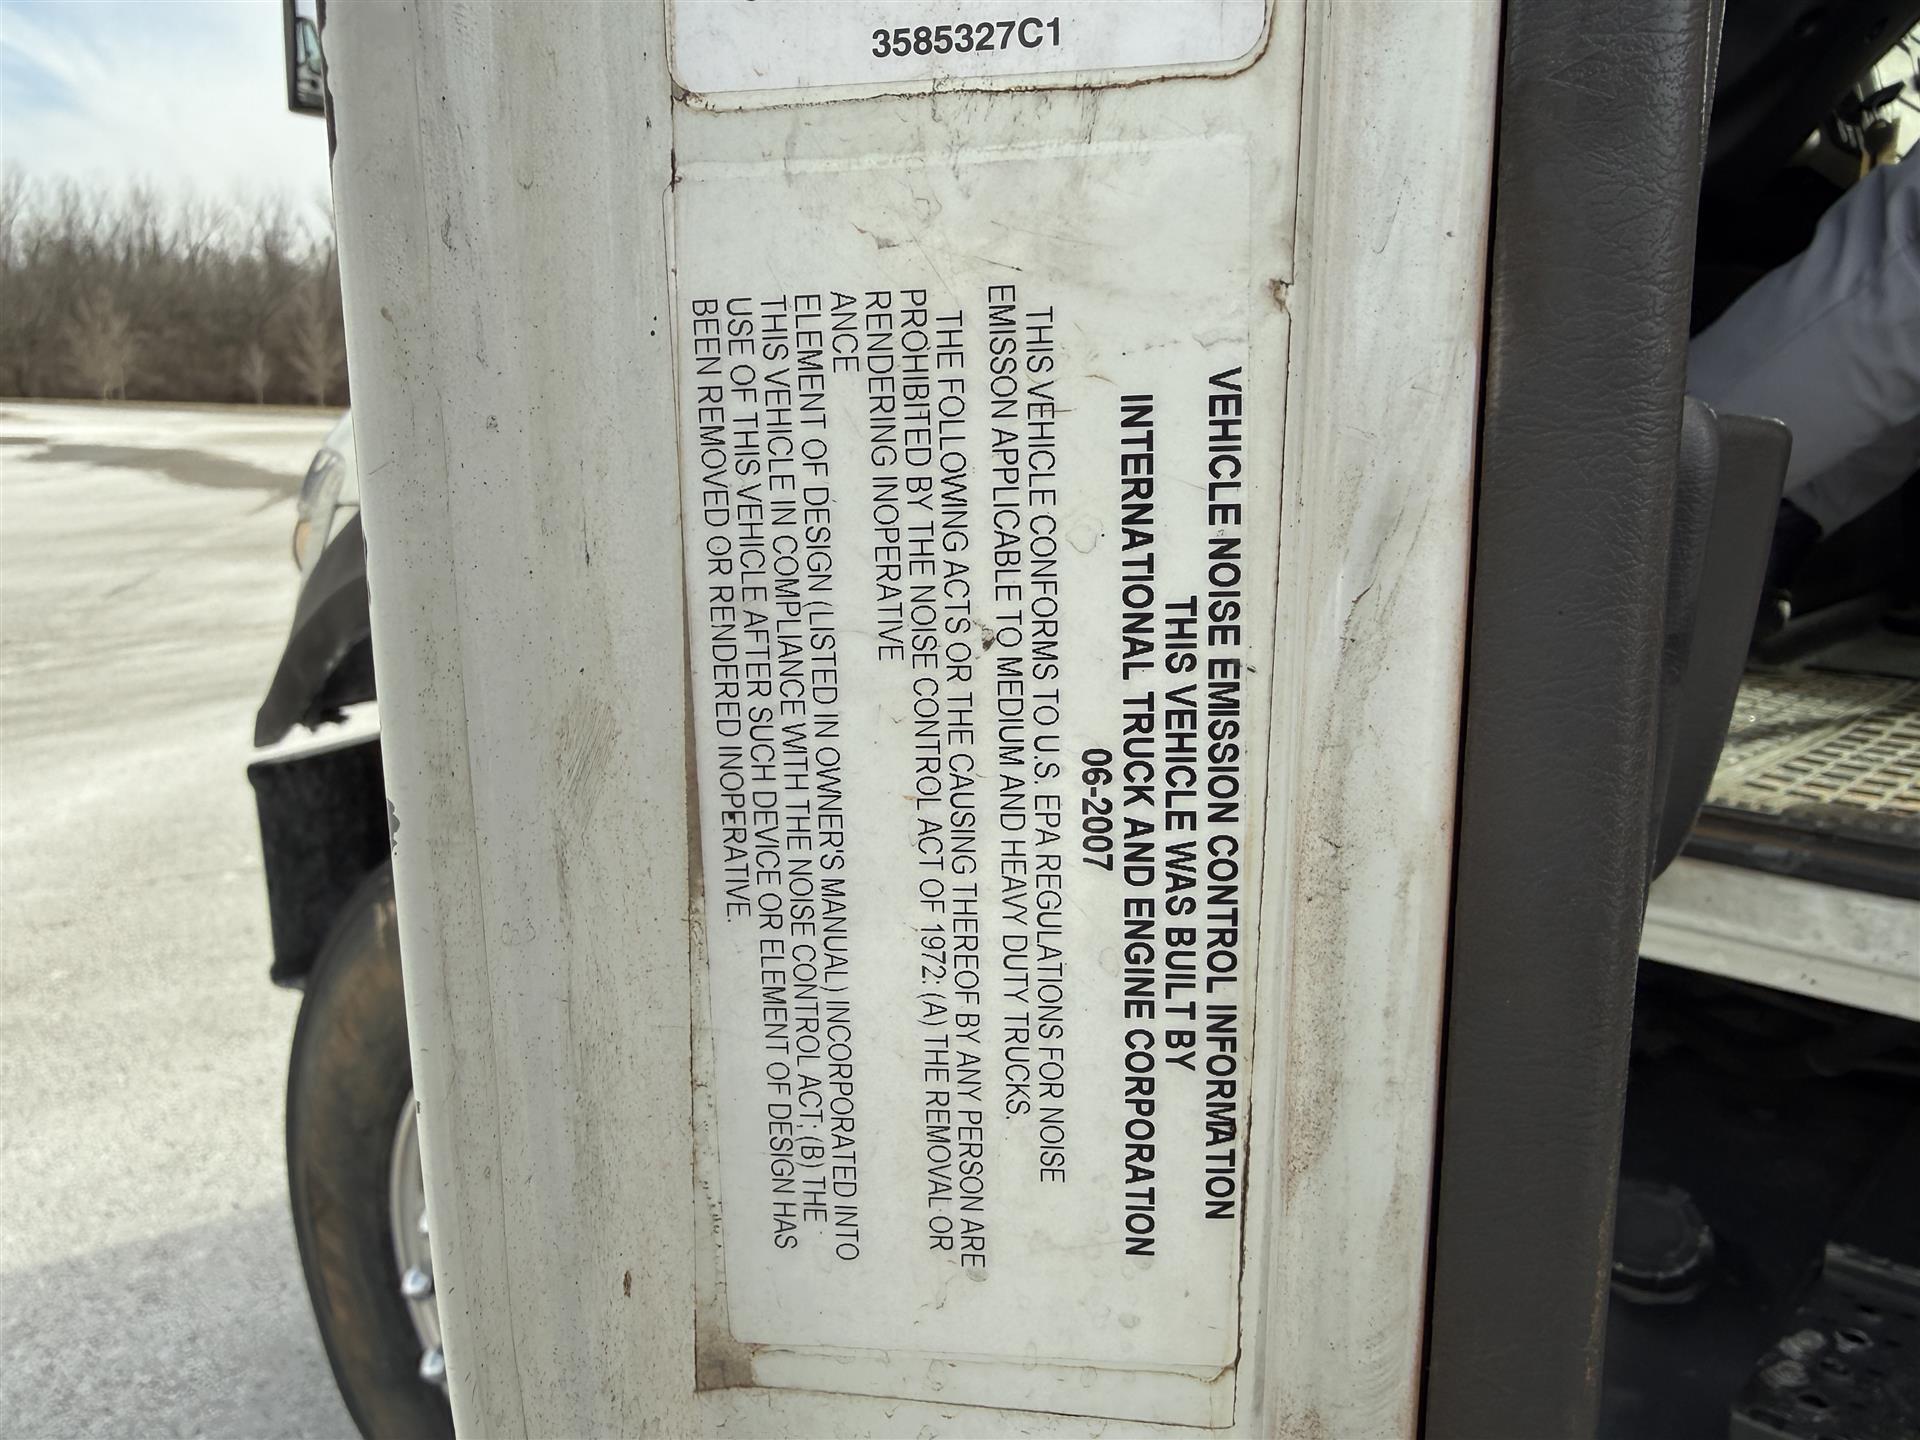 3585327C1
VEHICLE NOISE EMISSION CONTROL INFORMATION
THIS VEHICLE WAS BUILT BY
INTERNATIONAL TRUCK AND ENGINE CORPORATION
06-2007
THIS VEHICLE CONFORMS TO U.S. EPA REGULATIONS FOR NOISE
EMISSON APPLICABLE TO MEDIUM AND HEAVY DUTY TRUCKS.
THE FOLLOWING ACTS OR THE CAUSING THEREOF BY ANY PERSON ARE
PROHIBITED BY THE NOISE CONTROL ACT OF 1972: (A) THE REMOVAL OR
RENDERING INOPERATIVE
ANCE
ELEMENT OF DESIGN (LISTED IN OWNER'S MANUAL) INCORPORATED INTO
THIS VEHICLE IN COMPLIANCE WITH THE NOISE CONTROL ACT; (B) THE
USE OF THIS VEHICLE AFTER SUCH DEVICE OR ELEMENT OF DESIGN HAS
BEEN REMOVED OR RENDERED INOPERATIVE.